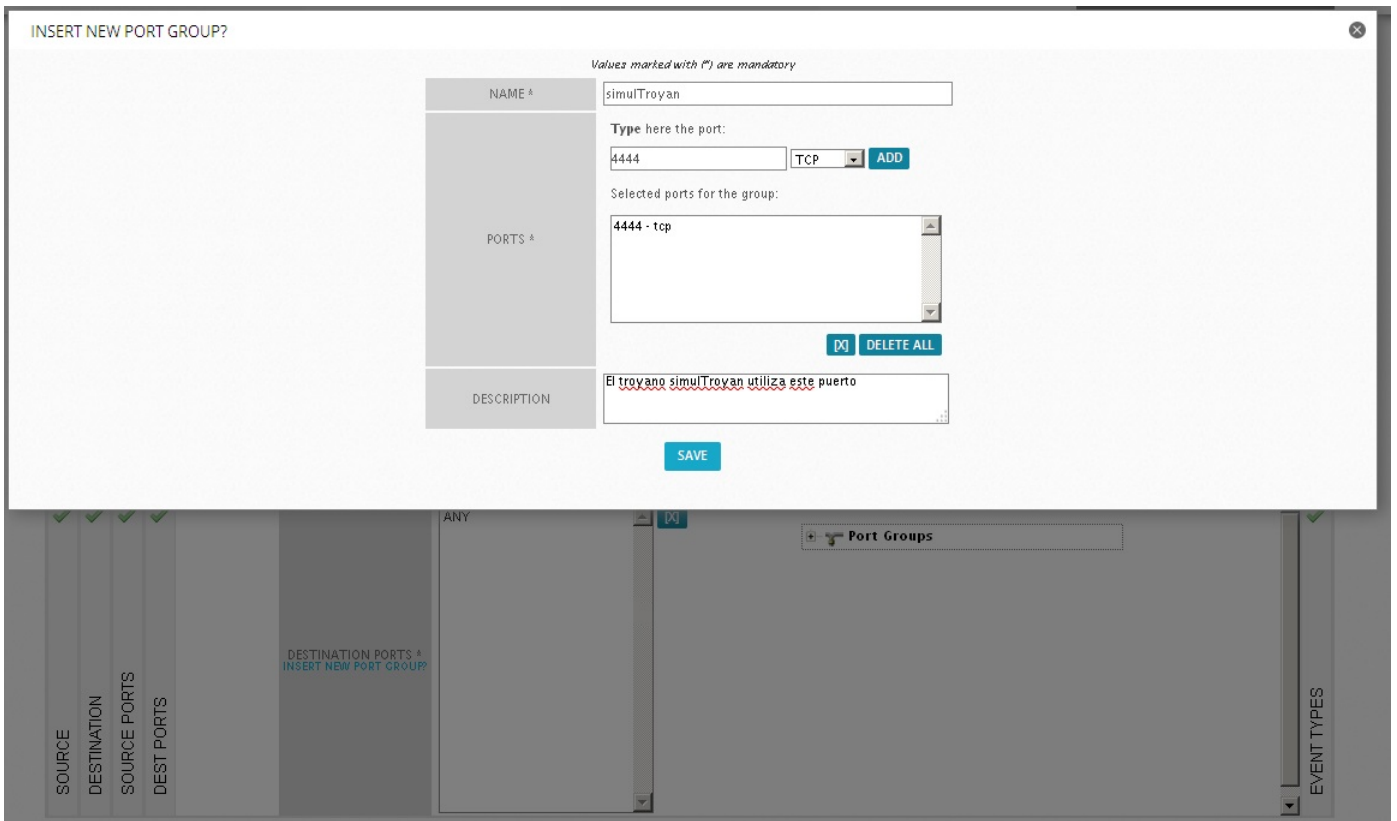 INSERT NEW PORT GROUP?
Values marked with (*) are mandatory
NAME *
simulTroyan
PORTS *
Type here the port:
4444
TCP
ADD
Selected ports for the group:
4444 - tcp
[X]
DELETE ALL
DESCRIPTION
El troyano simulTroyan utiliza este puerto
SAVE
SOURCE
DESTINATION
SOURCE PORTS
DEST PORTS
DESTINATION PORTS *
INSERT NEW PORT GROUP?
ANY
[X]
Port Groups
EVENT TYPES